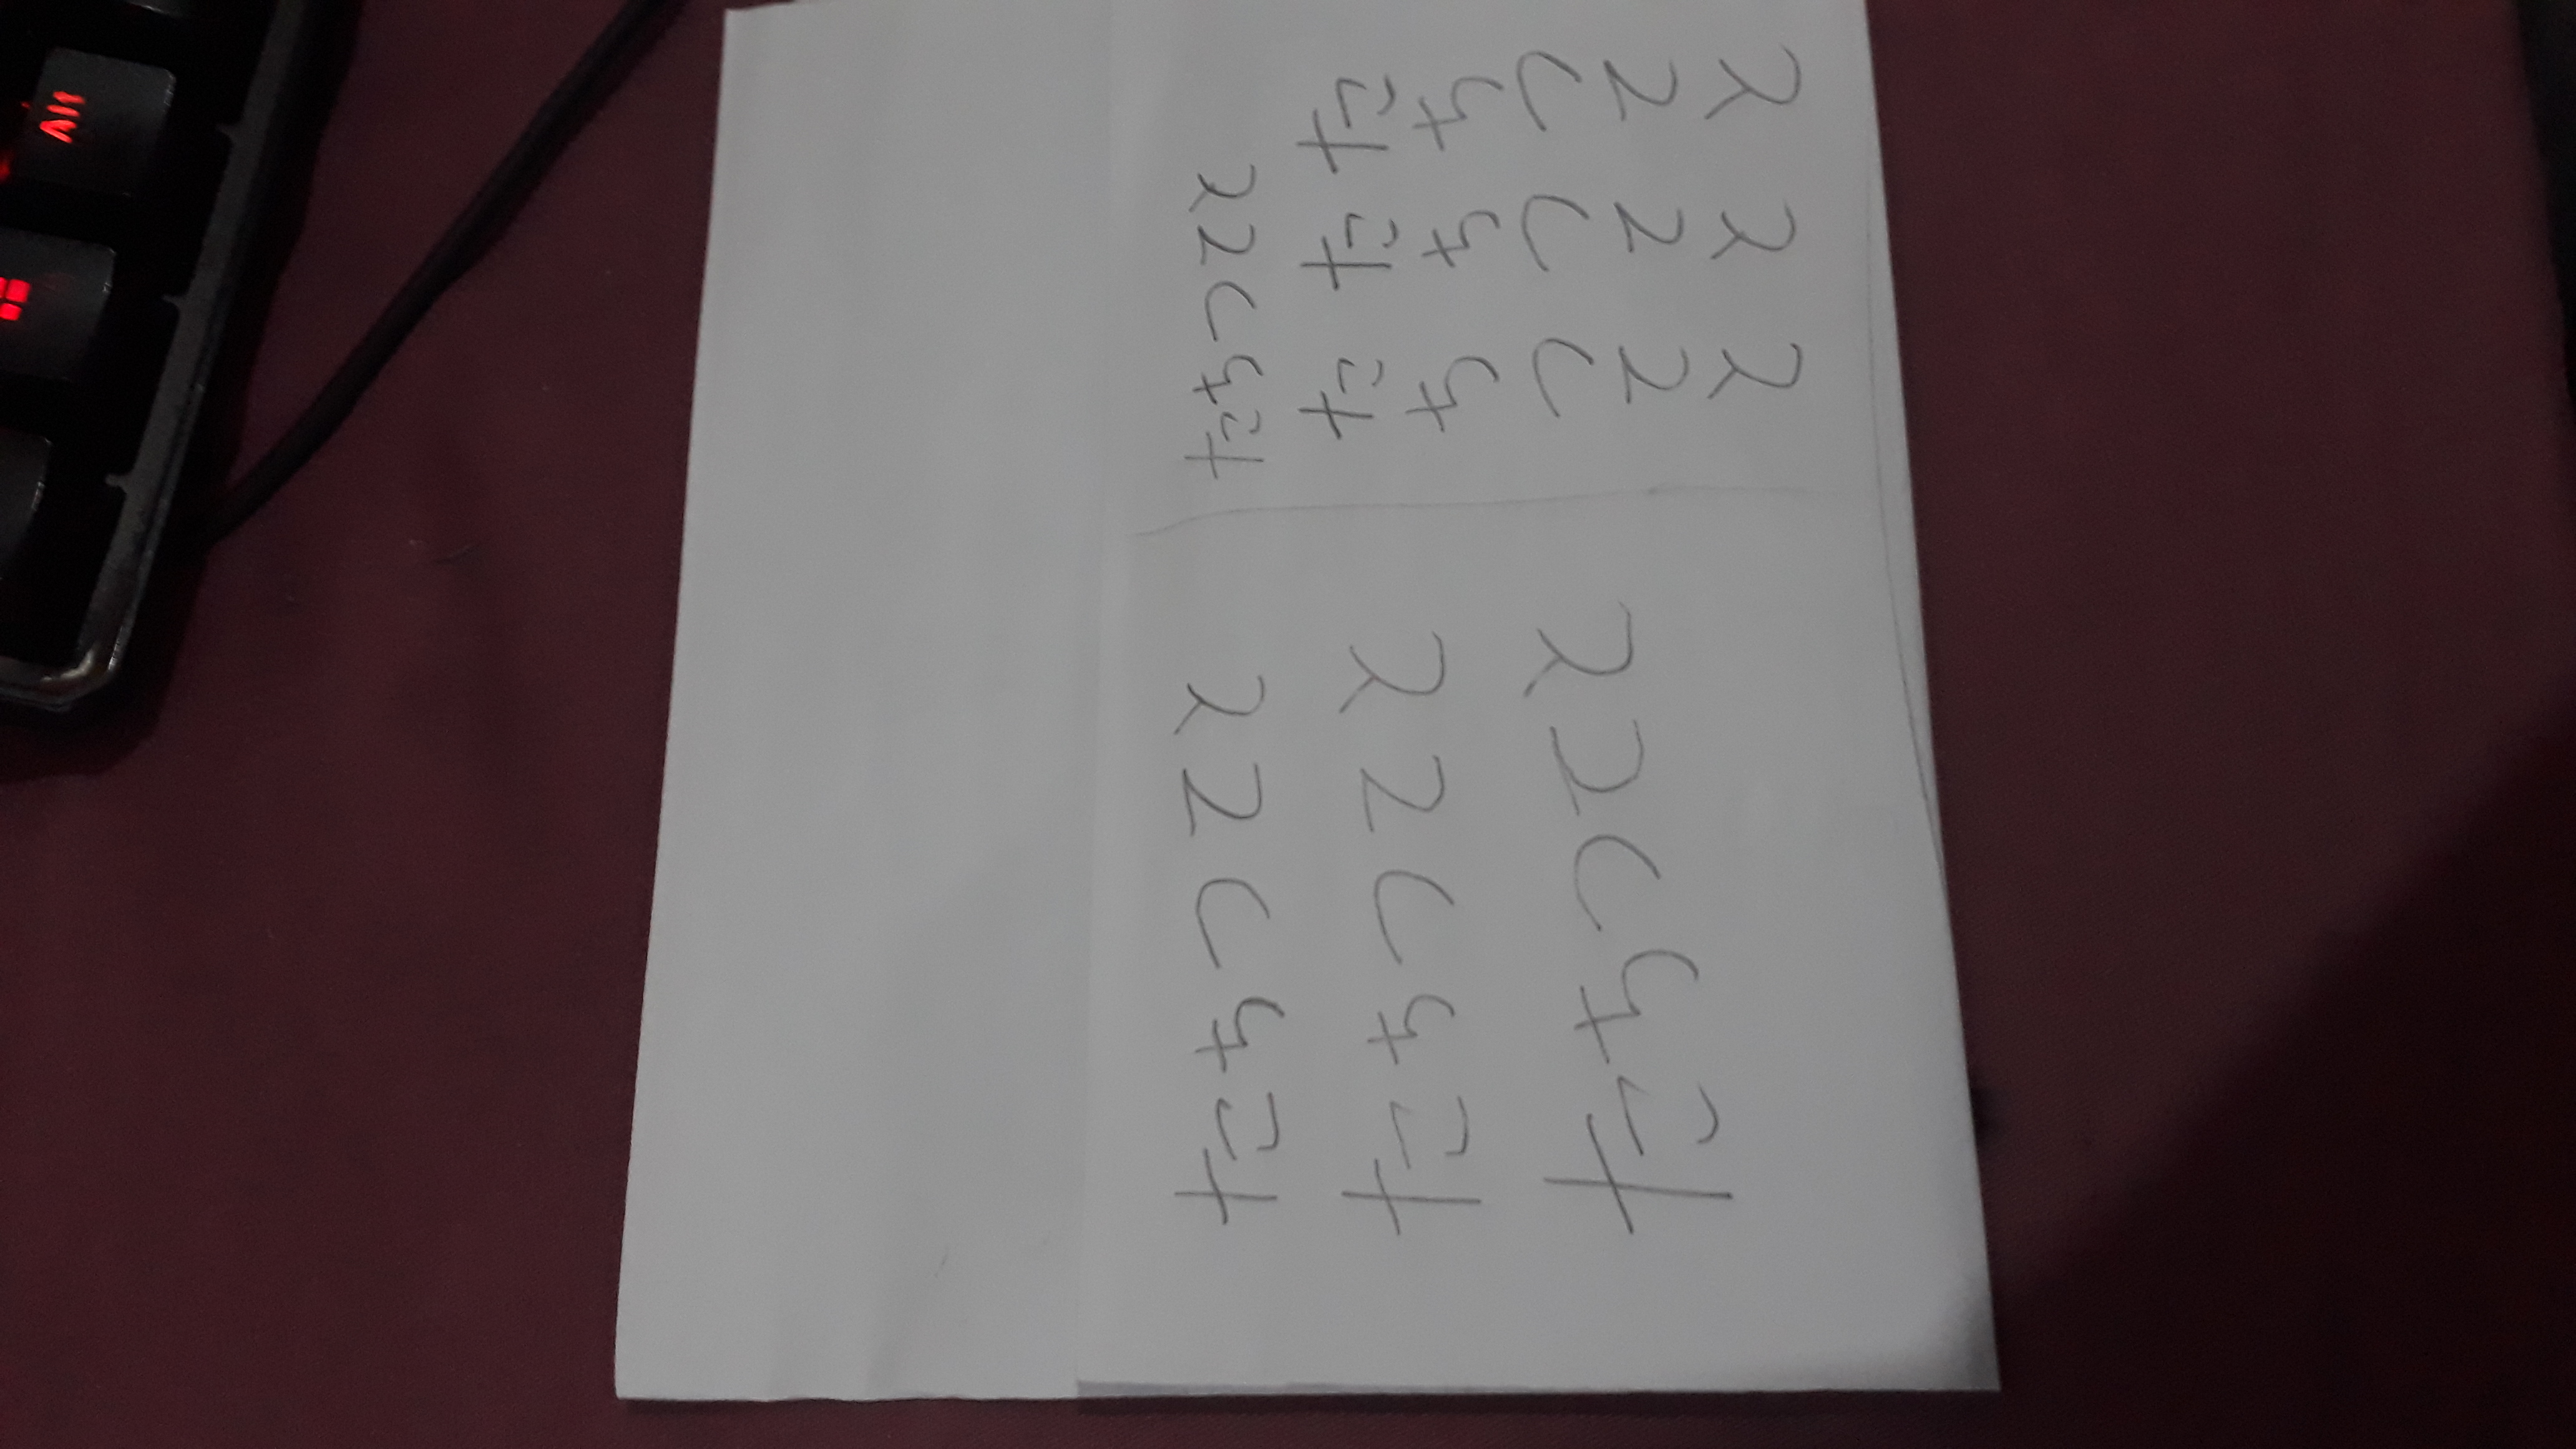 Alt
たちつてと
たちつてと
たちつてと
たちつてと
た た た
ち ち ち
つ つ つ
て て て
と と と